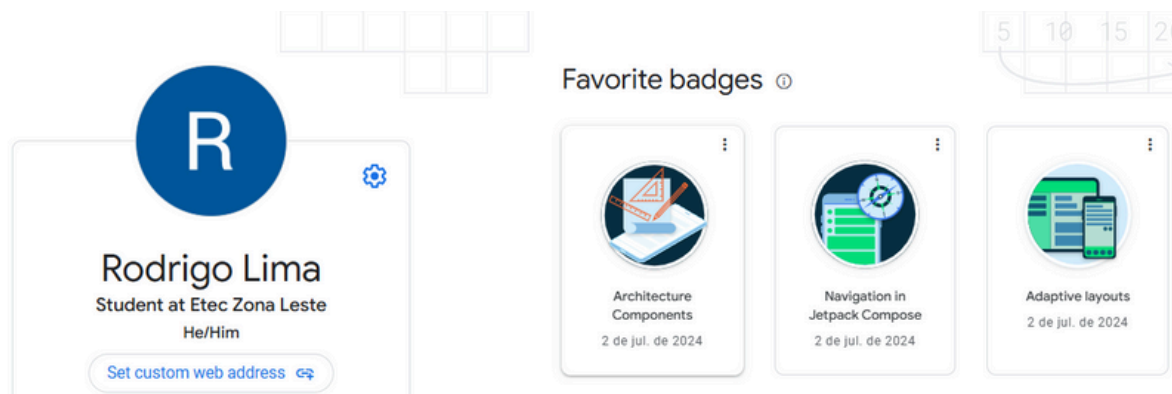 R
Rodrigo Lima
Student at Etec Zona Leste
He/Him
Set custom web address
5 10 15 20
Favorite badges
Architecture
Components
2 de jul. de 2024
Navigation in
Jetpack Compose
2 de jul. de 2024
Adaptive layouts
2 de jul. de 2024